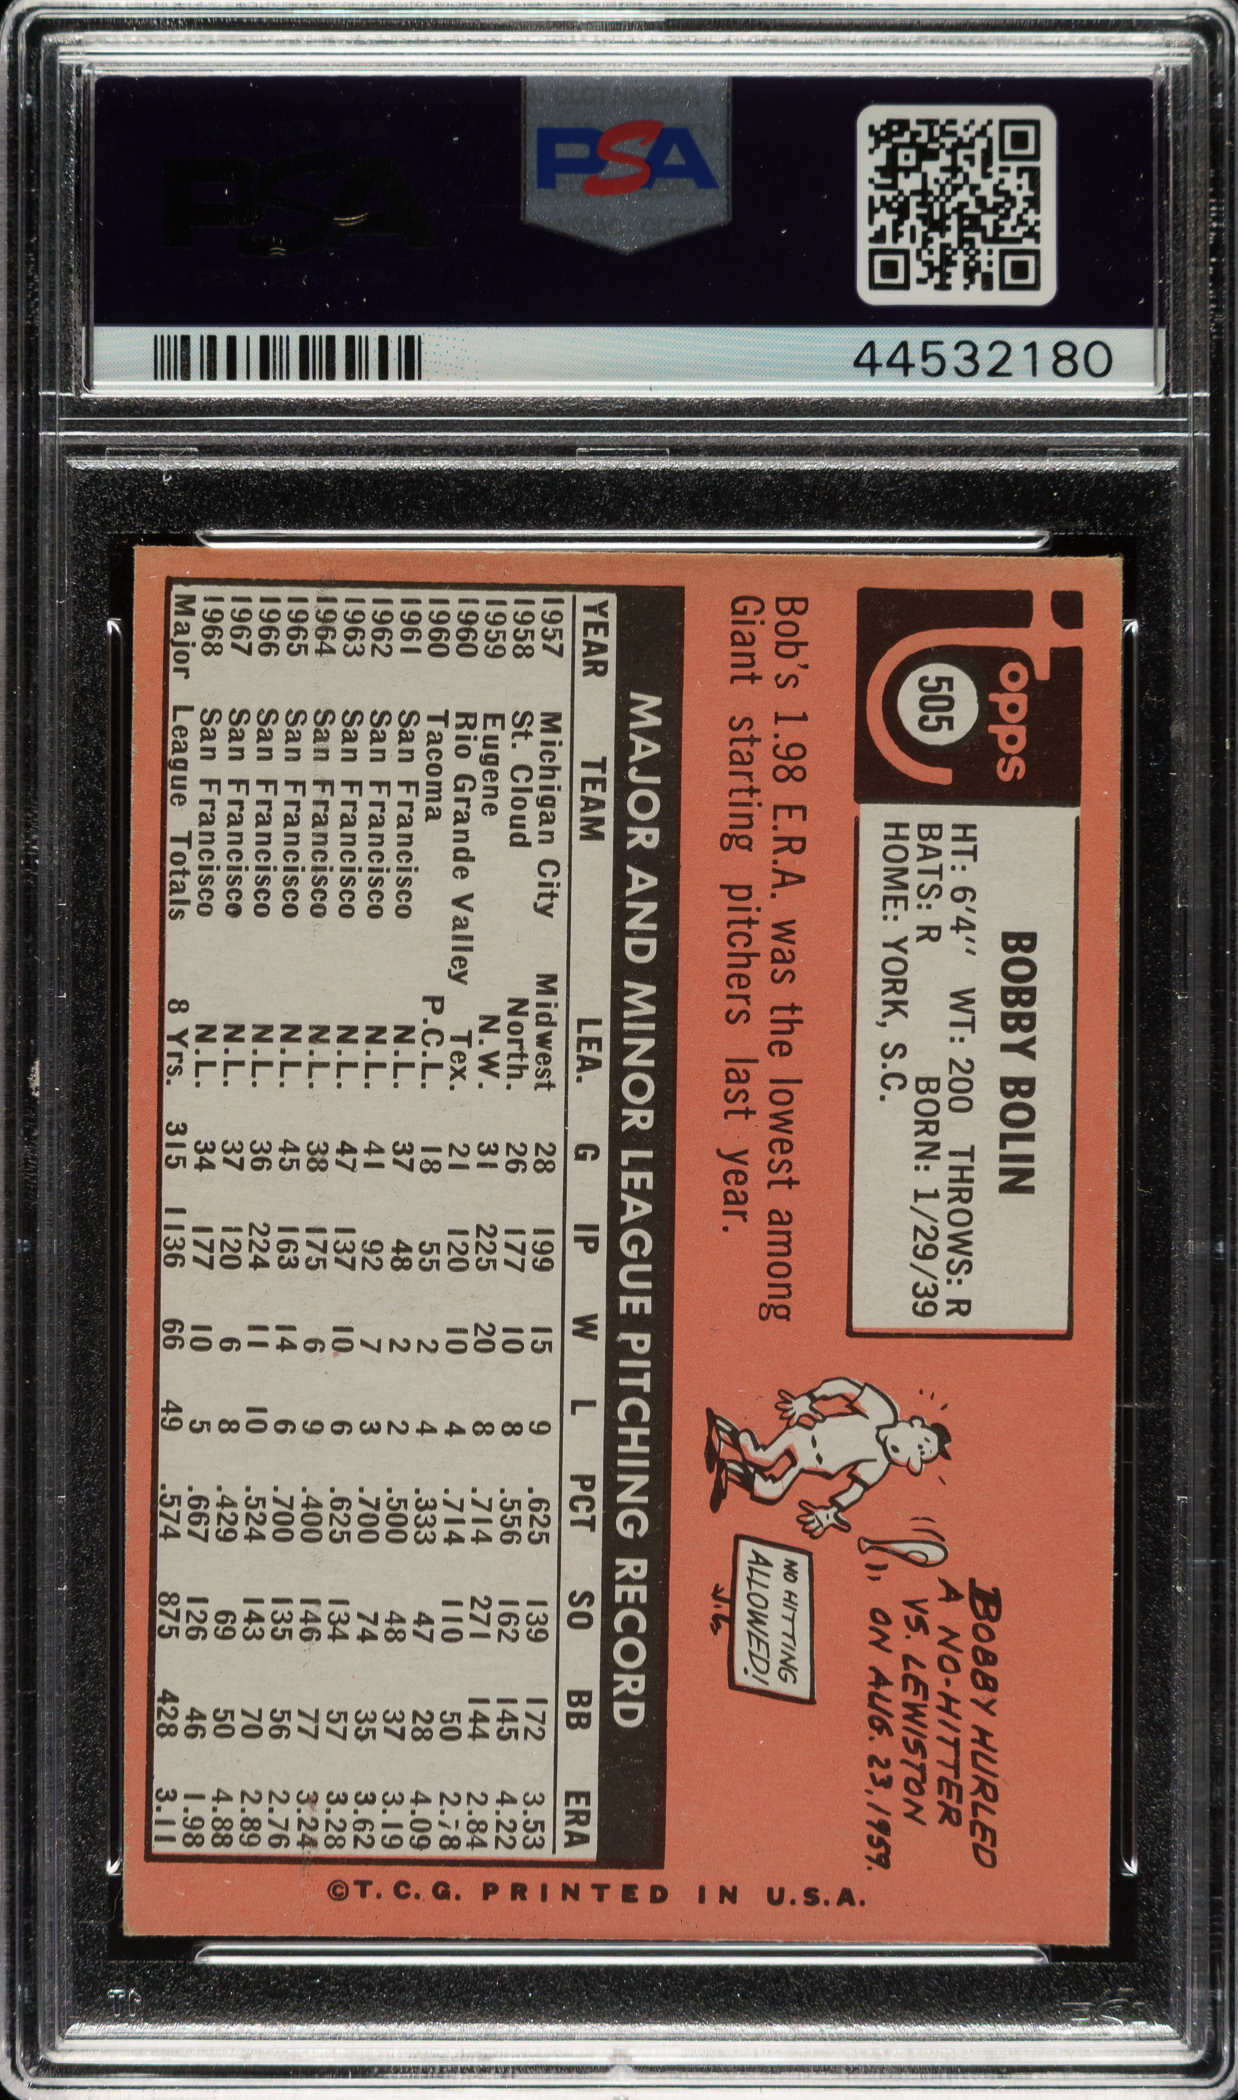 PSA
44532180
Topps
505
BOBBY BOLIN
HT: 6'4" WT: 200 THROWS: R
BATS: R BORN: 1/29/39
HOME: YORK, S.C.
Bob's 1.98 E.R.A. was the lowest among
Giant starting pitchers last year.
BOBBY HURLED
A NO-HITTER
VS. LEWISTON
ON AUG. 23, 1959.
NO HITTING
ALLOWED!
MAJOR AND MINOR LEAGUE PITCHING RECORD
YEAR TEAM LEA. G IP W L PCT SO BB ERA
1957 Michigan City Midwest 28 199 15 9 .625 139 172 3.53
1958 St. Cloud North. 26 177 10 8 .556 162 145 4.22
1959 Eugene N.W. 31 225 20 8 .714 271 144 2.84
1960 Rio Grande Valley Tex. 21 120 10 4 .714 110 50 2.78
1960 Tacoma P.C.L. 18 55 2 4 .333 47 28 4.09
1961 San Francisco N.L. 37 48 2 2 .500 48 37 3.19
1962 San Francisco N.L. 41 92 7 3 .700 74 35 3.62
1963 San Francisco N.L. 47 137 10 6 .625 134 57 3.28
1964 San Francisco N.L. 38 175 6 9 .400 146 77 3.24
1965 San Francisco N.L. 45 163 14 6 .700 135 56 2.76
1966 San Francisco N.L. 36 224 11 10 .524 143 70 2.89
1967 San Francisco N.L. 37 120 6 8 .429 69 50 4.88
1968 San Francisco N.L. 34 177 10 5 .667 126 46 1.98
Major League Totals 8 Yrs. 315 1136 66 49 .574 875 428 3.11
©T.C.G. PRINTED IN U.S.A.